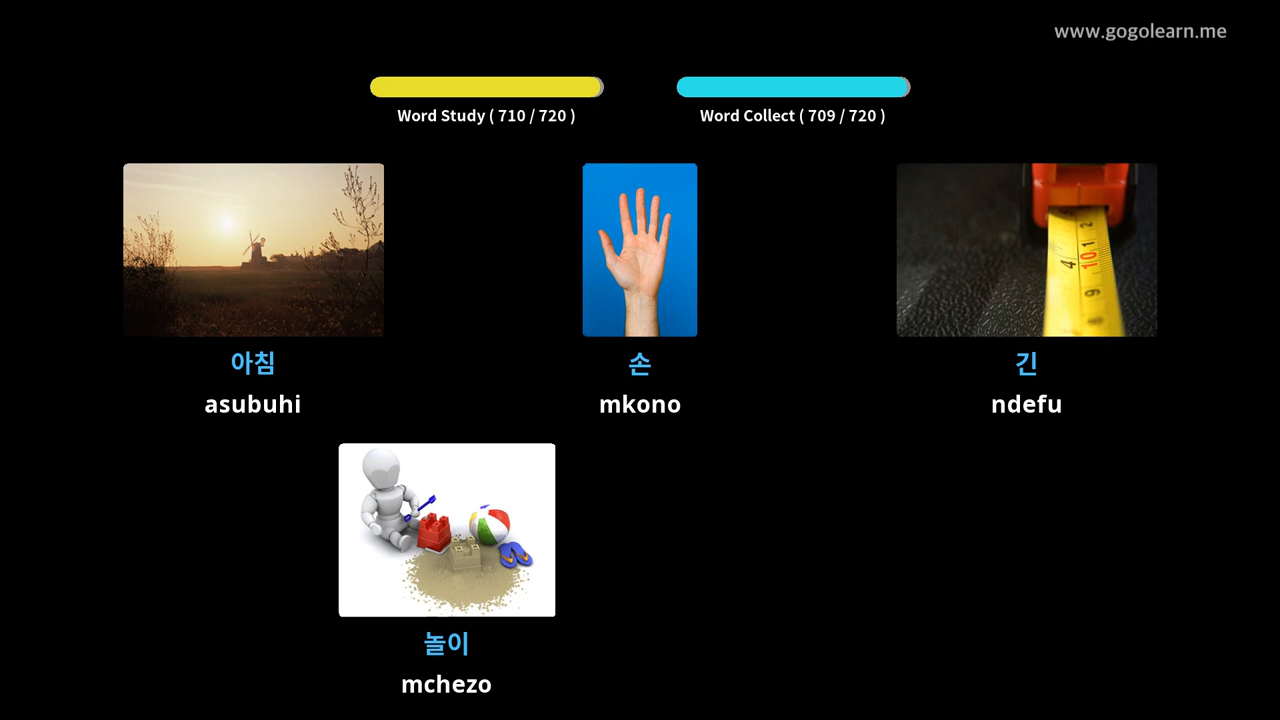 www.gogolearn.me
Word Study ( 710 / 720 )
Word Collect ( 709 / 720 )
아침
asubuhi
손
mkono
긴
ndefu
놀이
mchezo